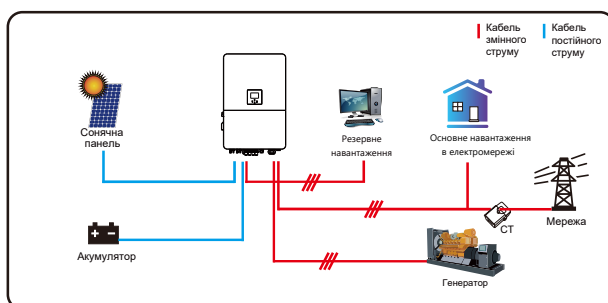 Кабель
змінного
струму
Кабель
постійного
струму
Сонячна
панель
Резервне
навантаження
Основне навантаження
в електромережі
CT
Мережа
Акумулятор
Генератор